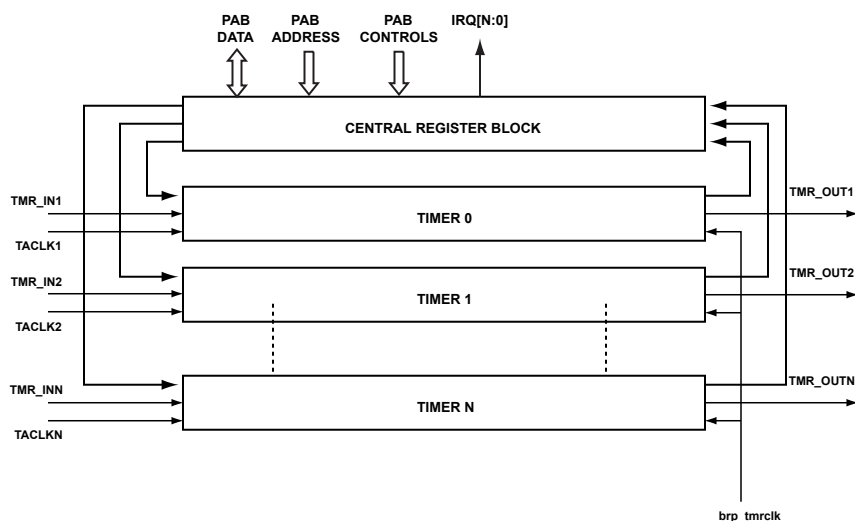 PAB
DATA
PAB
ADDRESS
PAB
CONTROLS
IRQ[N:0]
CENTRAL REGISTER BLOCK
TMR_IN1
TIMER 0
TMR_OUT1
TACLK1
TMR_IN2
TIMER 1
TMR_OUT2
TACLK2
TMR_INN
TIMER N
TMR_OUTN
TACLKN
brp_tmrclk